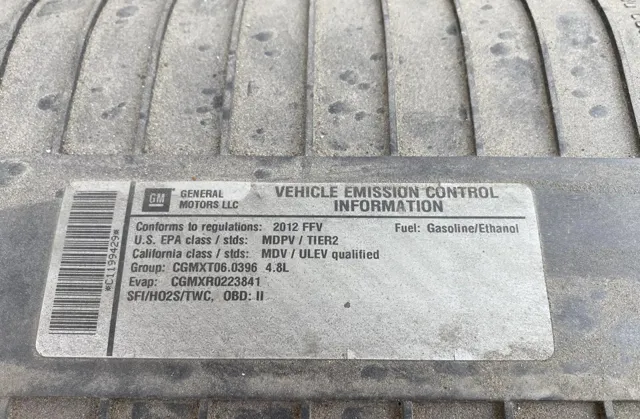 GM GENERAL MOTORS LLC
VEHICLE EMISSION CONTROL
INFORMATION
Conforms to regulations: 2012 FFV Fuel: Gasoline/Ethanol
U.S. EPA class / stds: MDPV / TIER2
California class / stds: MDV / ULEV qualified
Group: CGMXT06.0396 4.8L
Evap: CGMXR0223841
SFI/HO2S/TWC, OBD: II
*WC1199429*